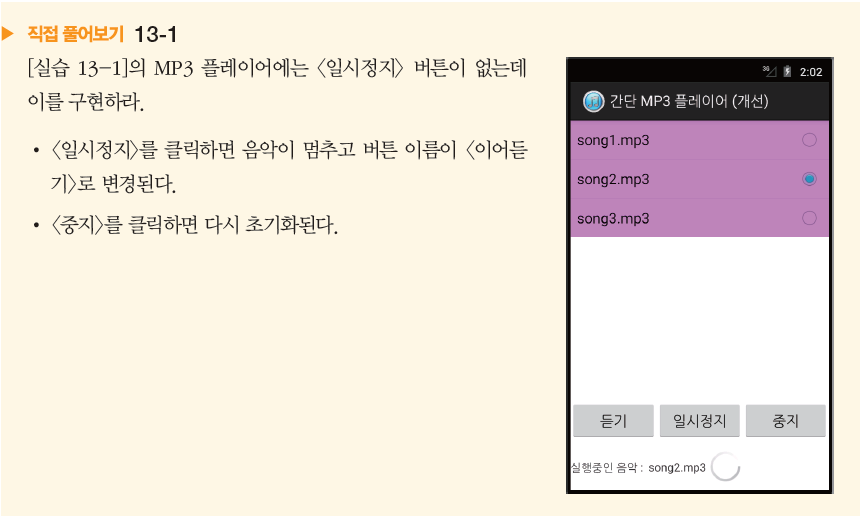 ▶ 직접 풀어보기 13-1
[실습 13-1]의 MP3 플레이어에는 〈일시정지〉 버튼이 없는데
이를 구현하라.
• 〈일시정지〉를 클릭하면 음악이 멈추고 버튼 이름이 〈이어듣
기〉로 변경된다.
• 〈중지〉를 클릭하면 다시 초기화된다.
3G 2:02
간단 MP3 플레이어 (개선)
song1.mp3
song2.mp3
song3.mp3
듣기 일시정지 중지
실행중인 음악 : song2.mp3